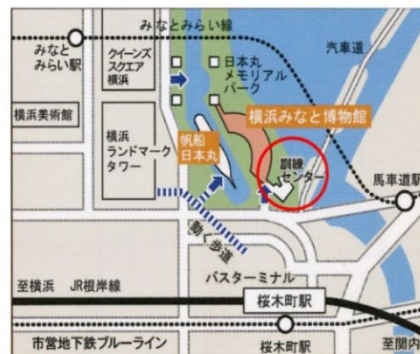 みなとみらい線
みなと
みらい駅
クイーンズ
スクエア
横浜
日本丸
メモリアル
パーク
汽車道
横浜美術館
横浜みなと博物館
横浜
ランドマーク
タワー
帆船
日本丸
訓練
センター
馬車道駅
動く歩道
バスターミナル
至横浜 JR根岸線
桜木町駅
市営地下鉄ブルーライン
桜木町駅
至関内